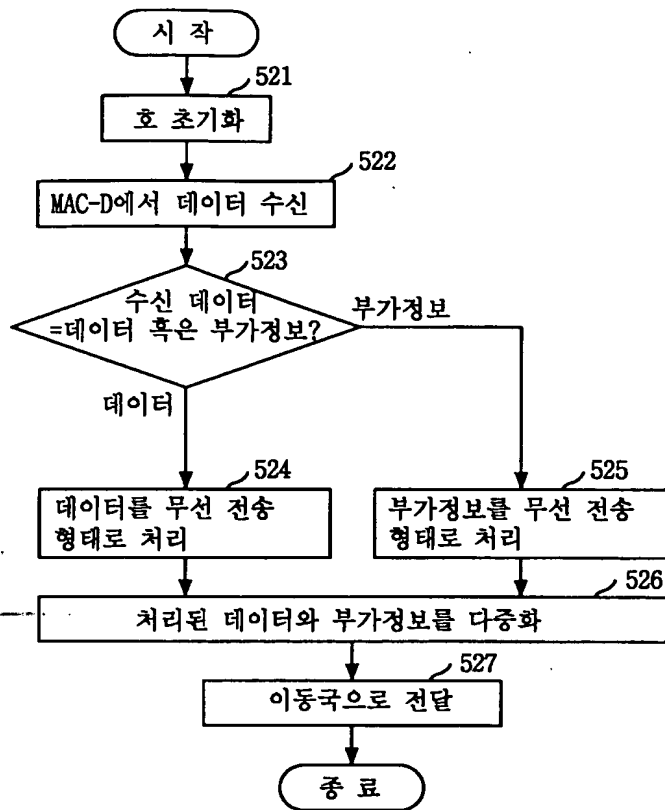 시 작
521
호 초기화
522
MAC-D에서 데이터 수신
523
수신 데이터
=데이터 혹은 부가정보?
부가정보
데이터
524
데이터를 무선 전송
형태로 처리
525
부가정보를 무선 전송
형태로 처리
526
처리된 데이터와 부가정보를 다중화
527
이동국으로 전달
종 료